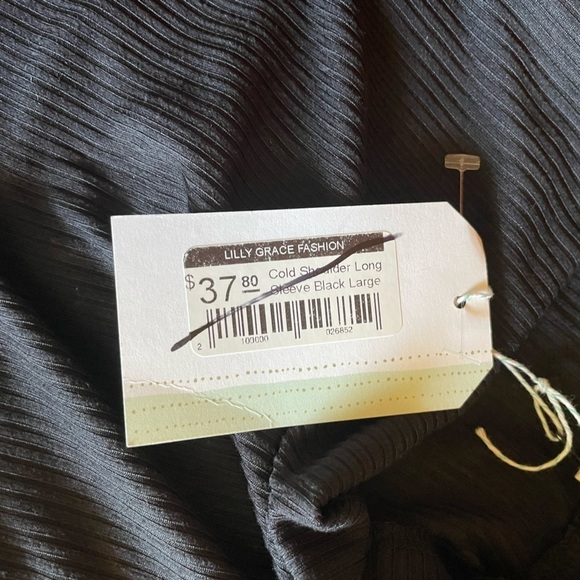 LILLY GRACE FASHION
$37.80 Cold Shoulder Long
Sleeve Black Large
2 100000 026852